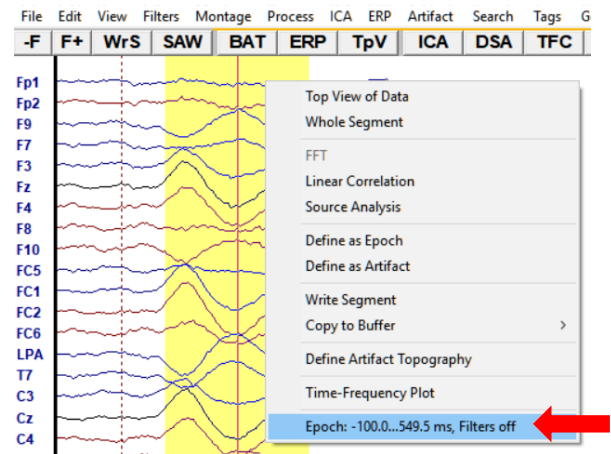 File Edit View Filters Montage Process ICA ERP Artifact Search Tags G
-F F+ WrS SAW BAT ERP TpV ICA DSA TFC
Fp1
Fp2
F9
F7
F3
Fz
F4
F8
F10
FC5
FC1
FC2
FC6
LPA
T7
C3
Cz
C4
Top View of Data
Whole Segment
FFT
Linear Correlation
Source Analysis
Define as Epoch
Define as Artifact
Write Segment
Copy to Buffer >
Define Artifact Topography
Time-Frequency Plot
Epoch: -100.0...549.5 ms, Filters off